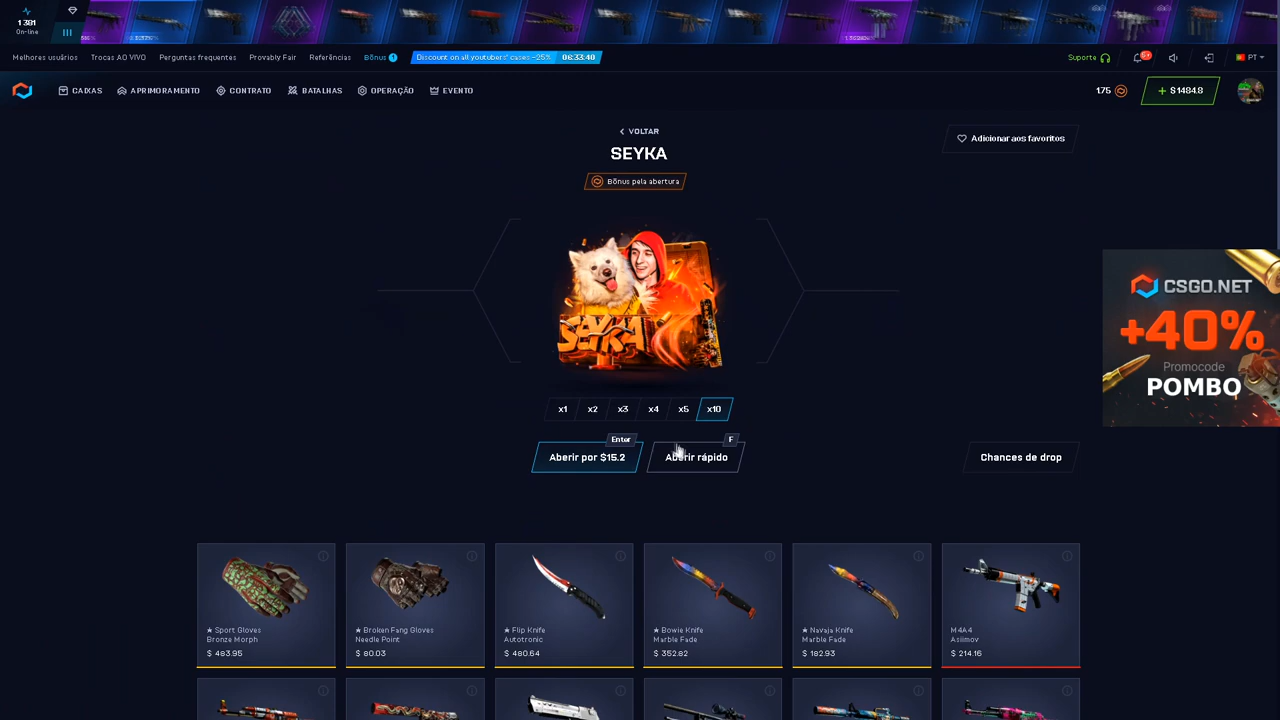 1 381
On-line
Melhores usuários
Trocas AO VIVO
Perguntas frequentes
Provably Fair
Referências
Bônus
Discount on all youtubers' cases -25% 06:33:40
Suporte
PT
CAIXAS
APRIMORAMENTO
CONTRATO
BATALHAS
OPERAÇÃO
EVENTO
1.75
+ $ 1484.8
VOLTAR
SEYKA
Bônus pela abertura
Adicionar aos favoritos
SEYKA
CSGO.NET
+40%
Promocode
POMBO
x1
x2
x3
x4
x5
x10
Enter
F
Aberir por $15.2
Aberir rápido
Chances de drop
★ Sport Gloves
Bronze Morph
$ 483.95
★ Broken Fang Gloves
Needle Point
$ 80.03
★ Flip Knife
Autotronic
$ 480.64
★ Bowie Knife
Marble Fade
$ 352.82
★ Navaja Knife
Marble Fade
$ 182.93
M4A4
Asiimov
$ 214.16